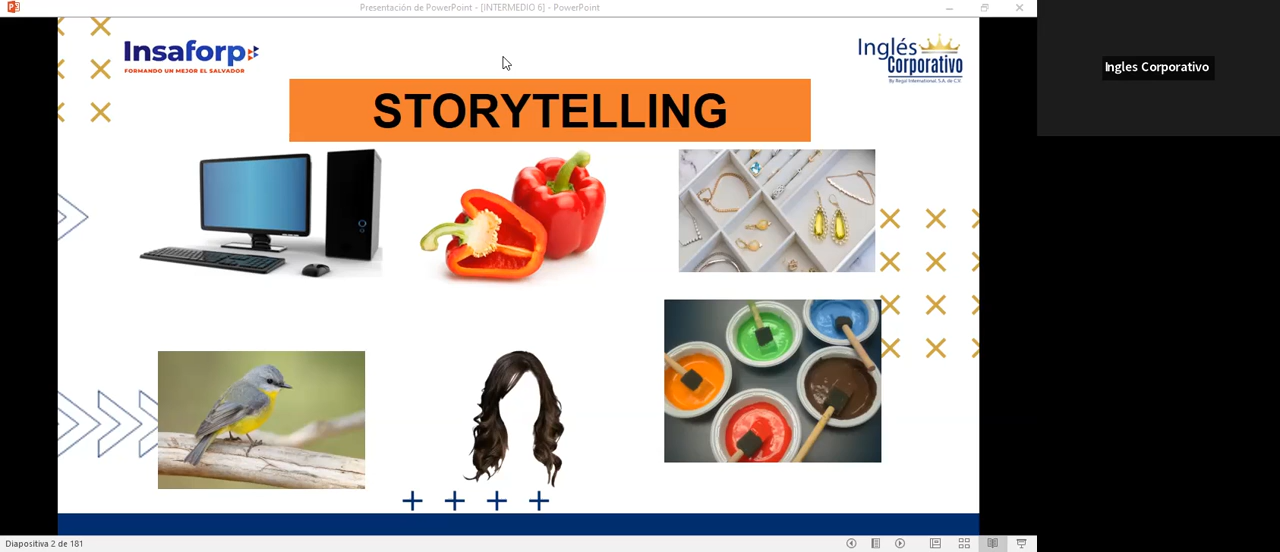 Presentación de PowerPoint - [INTERMEDIO 6] - PowerPoint
Insaforp
FORMANDO UN MEJOR EL SALVADOR
Inglés
Corporativo
By Regal International, S.A. de C.V.
Ingles Corporativo
STORYTELLING
Diapositiva 2 de 181